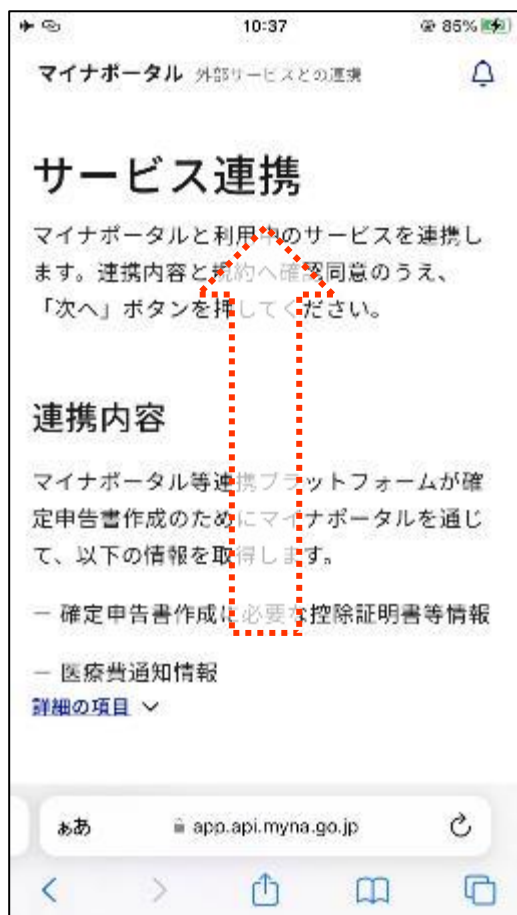 10:37
85%
マイナポータル 外部サービスとの連携
サービス連携
マイナポータルと利用中のサービスを連携し
ます。連携内容と規約へ確認同意のうえ、
「次へ」ボタンを押してください。
連携内容
マイナポータル等連携プラットフォームが確
定申告書作成のためにマイナポータルを通じ
て、以下の情報を取得します。
— 確定申告書作成に必要な控除証明書等情報
— 医療費通知情報
詳細の項目
ぁあ app.api.myna.go.jp